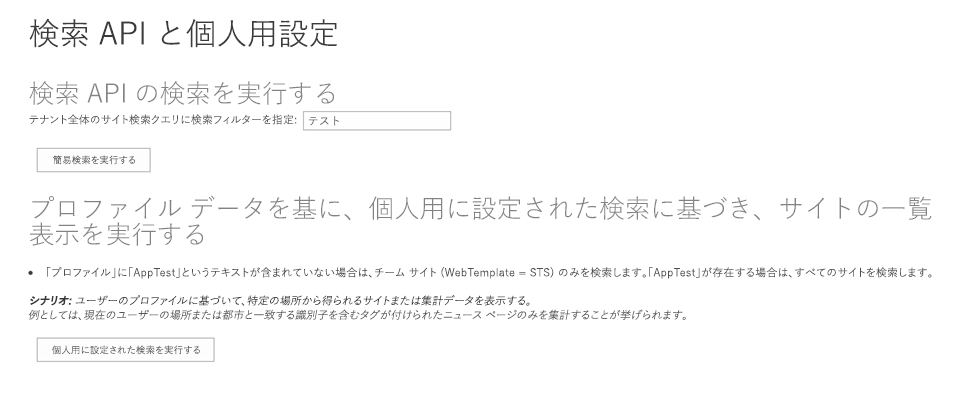 検索 API と個人用設定
検索 API の検索を実行する
テナント全体のサイト検索クエリに検索フィルターを指定: テスト
簡易検索を実行する
プロファイル データを基に、個人用に設定された検索に基づき、サイトの一覧
表示を実行する
• 「プロファイル」に「AppTest」というテキストが含まれていない場合は、チーム サイト (WebTemplate = STS) のみを検索します。「AppTest」が存在する場合は、すべてのサイトを検索します。
シナリオ: ユーザーのプロファイルに基づいて、特定の場所から得られるサイトまたは集計データを表示する。
例としては、現在のユーザーの場所または都市と一致する識別子を含むタグが付けられたニュース ページのみを集計することが挙げられます。
個人用に設定された検索を実行する